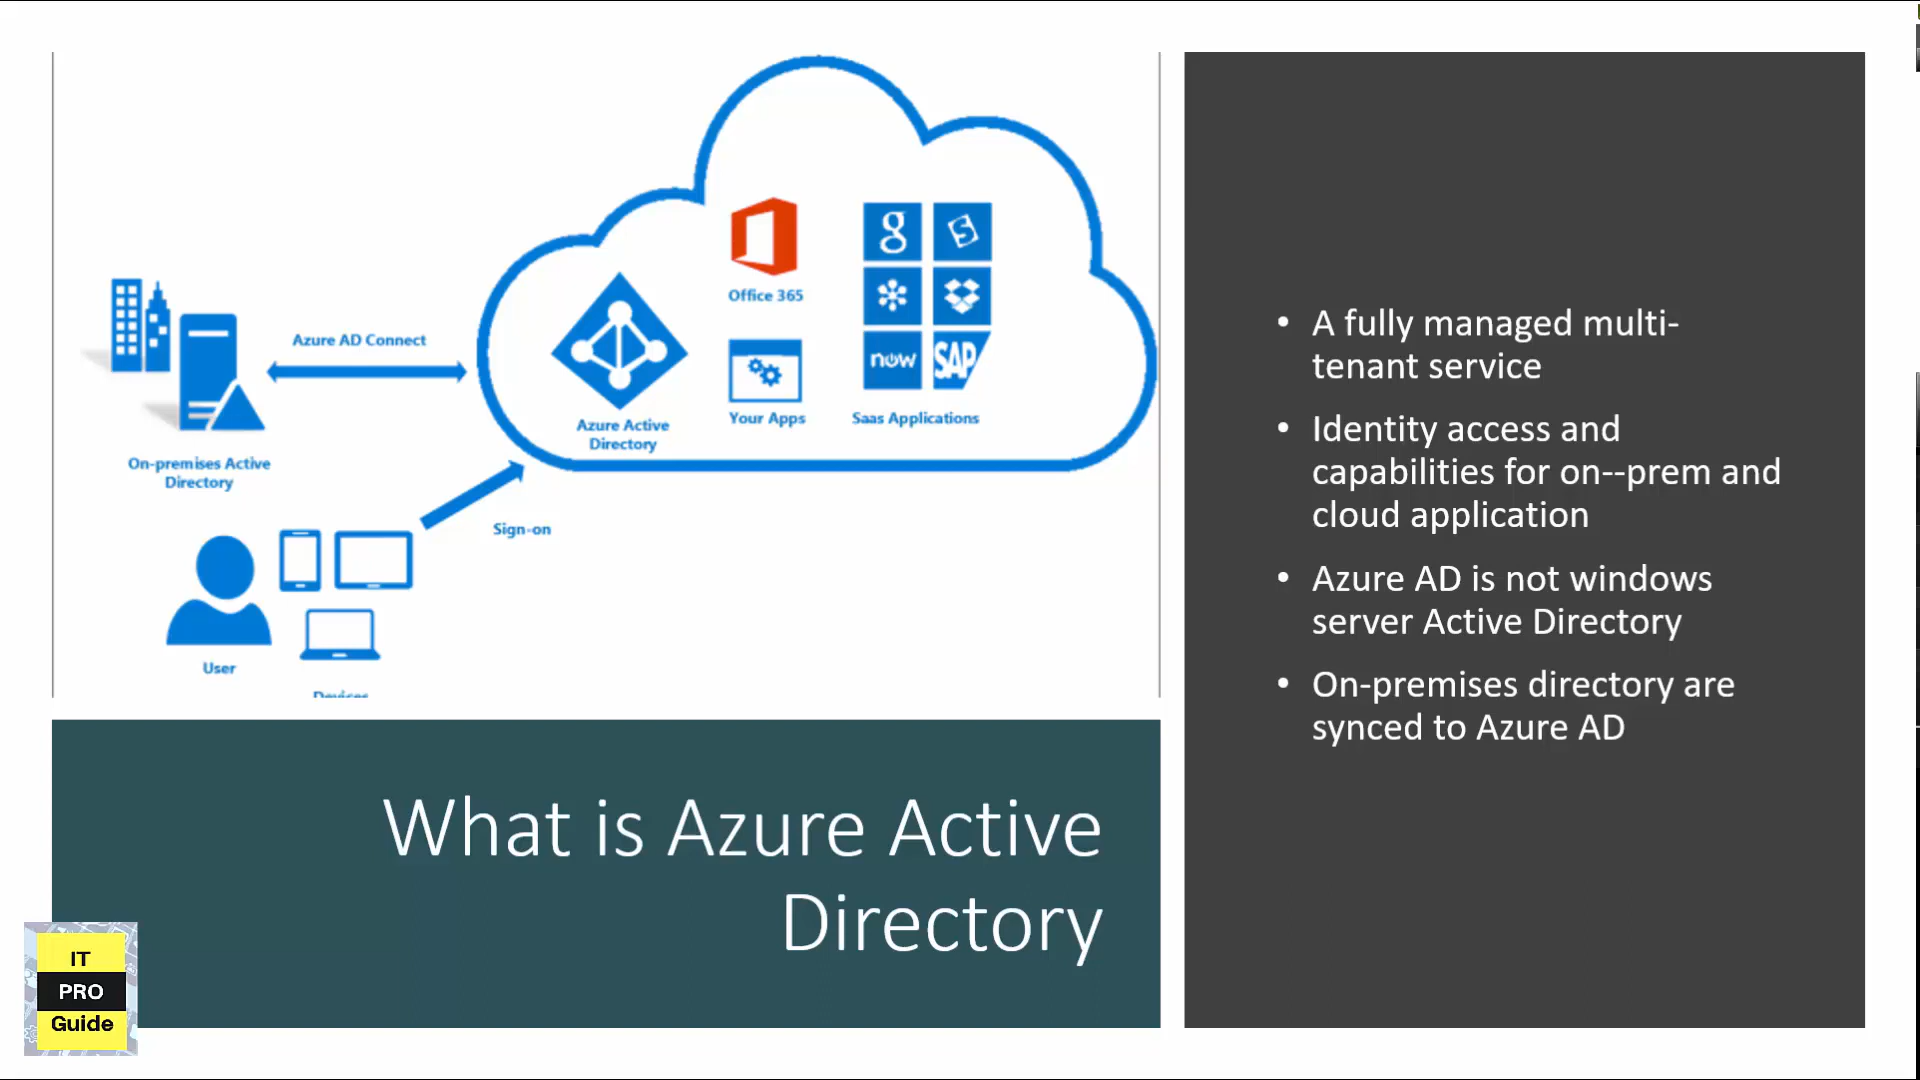 Azure AD Connect
On-premises Active
Directory
Office 365
Azure Active
Directory
Your Apps
g
S
now
SAP
Saas Applications
Sign-on
User
Devices
What is Azure Active
Directory
• A fully managed multi-
tenant service
• Identity access and
capabilities for on--prem and
cloud application
• Azure AD is not windows
server Active Directory
• On-premises directory are
synced to Azure AD
IT
PRO
Guide